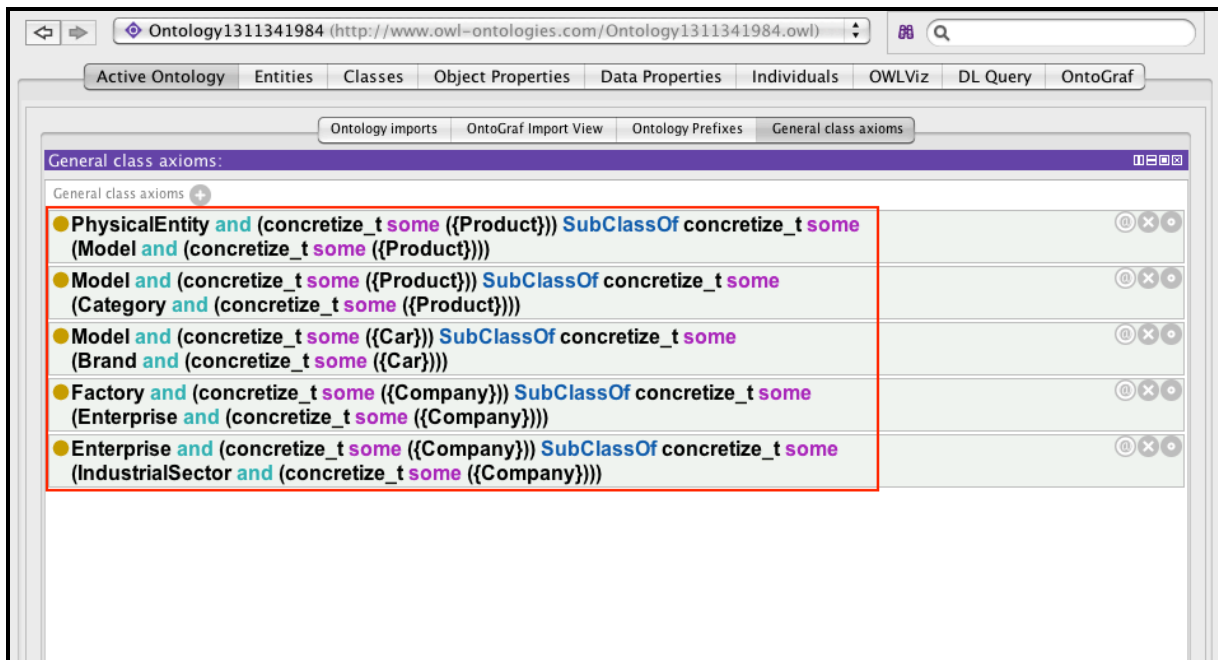 Ontology1311341984 (http://www.owl-ontologies.com/Ontology1311341984.owl)
Active Ontology Entities Classes Object Properties Data Properties Individuals OWLViz DL Query OntoGraf
Ontology imports OntoGraf Import View Ontology Prefixes General class axioms
General class axioms:
General class axioms
PhysicalEntity and (concretize_t some ({Product})) SubClassOf concretize_t some
(Model and (concretize_t some ({Product})))
Model and (concretize_t some ({Product})) SubClassOf concretize_t some
(Category and (concretize_t some ({Product})))
Model and (concretize_t some ({Car})) SubClassOf concretize_t some
(Brand and (concretize_t some ({Car})))
Factory and (concretize_t some ({Company})) SubClassOf concretize_t some
(Enterprise and (concretize_t some ({Company})))
Enterprise and (concretize_t some ({Company})) SubClassOf concretize_t some
(IndustrialSector and (concretize_t some ({Company})))